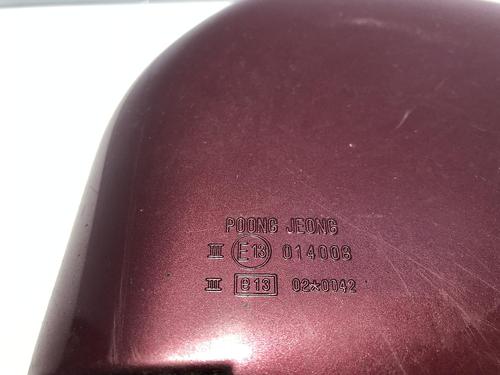 POONG JEONG
III E13 014008
III e13 02*0042